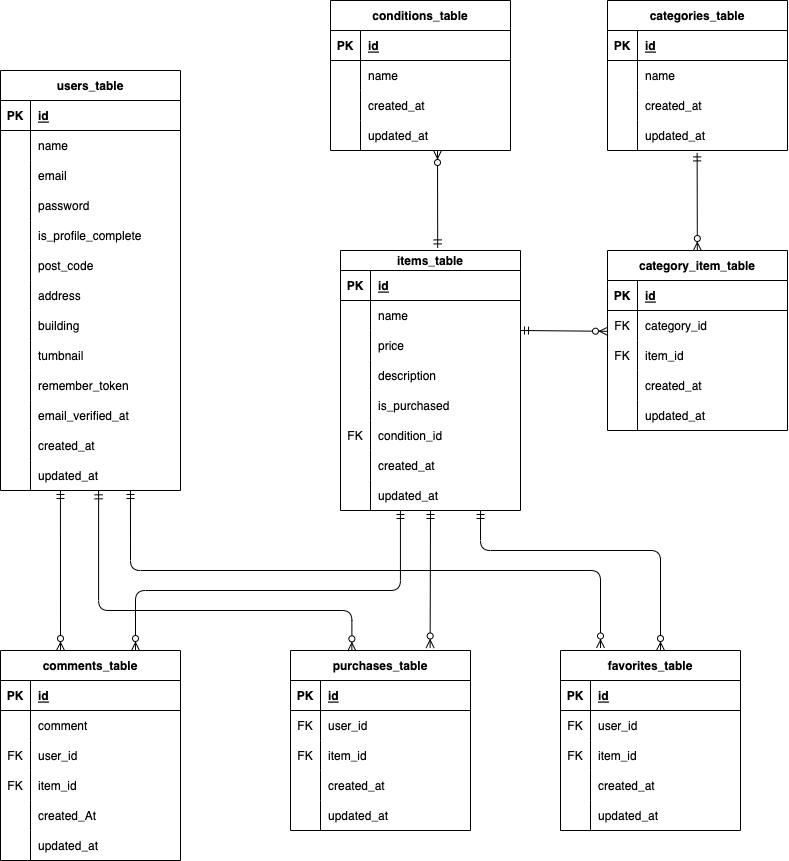 conditions_table
PK id
name
created_at
updated_at
categories_table
PK id
name
created_at
updated_at
users_table
PK id
name
email
password
is_profile_complete
post_code
address
building
tumbnail
remember_token
email_verified_at
created_at
updated_at
items_table
PK id
name
price
description
is_purchased
FK condition_id
created_at
updated_at
category_item_table
PK id
FK category_id
FK item_id
created_at
updated_at
comments_table
PK id
comment
FK user_id
FK item_id
created_At
updated_at
purchases_table
PK id
FK user_id
FK item_id
created_at
updated_at
favorites_table
PK id
FK user_id
FK item_id
created_at
updated_at